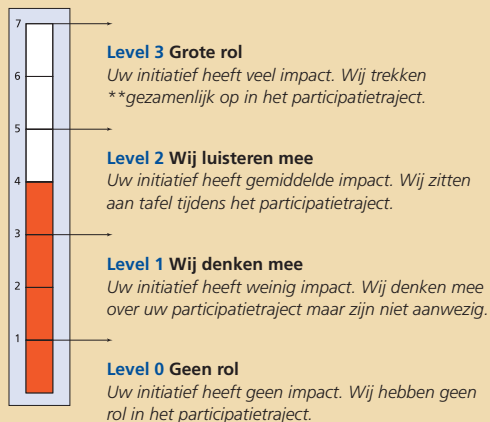 7
Level 3 Grote rol
Uw initiatief heeft veel impact. Wij trekken
6
**gezamenlijk op in het participatietraject.
5
Level 2 Wij luisteren mee
4
Uw initiatief heeft gemiddelde impact. Wij zitten
aan tafel tijdens het participatietraject.
3
Level 1 Wij denken mee
2
Uw initiatief heeft weinig impact. Wij denken mee
over uw participatietraject maar zijn niet aanwezig.
1
Level 0 Geen rol
Uw initiatief heeft geen impact. Wij hebben geen
rol in het participatietraject.